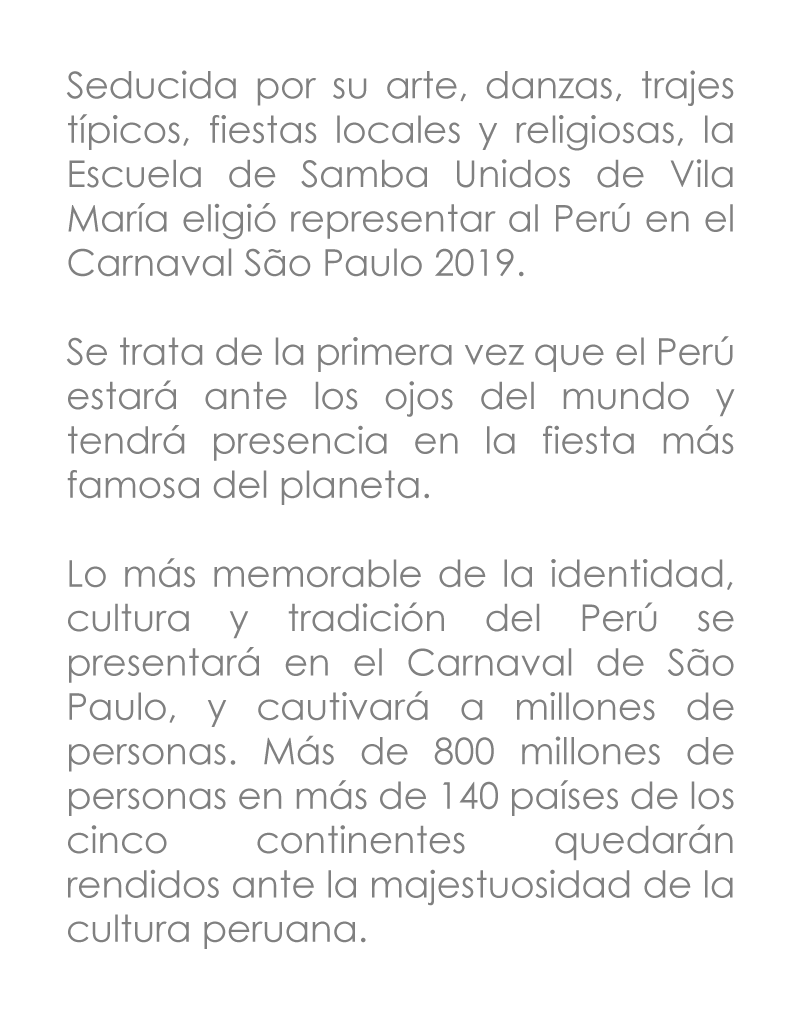 Seducida por su arte, danzas, trajes
típicos, fiestas locales y religiosas, la
Escuela de Samba Unidos de Vila
María eligió representar al Perú en el
Carnaval São Paulo 2019.
Se trata de la primera vez que el Perú
estará ante los ojos del mundo y
tendrá presencia en la fiesta más
famosa del planeta.
Lo más memorable de la identidad,
cultura y tradición del Perú se
presentará en el Carnaval de São
Paulo, y cautivará a millones de
personas. Más de 800 millones de
personas en más de 140 países de los
cinco continentes quedarán
rendidos ante la majestuosidad de la
cultura peruana.